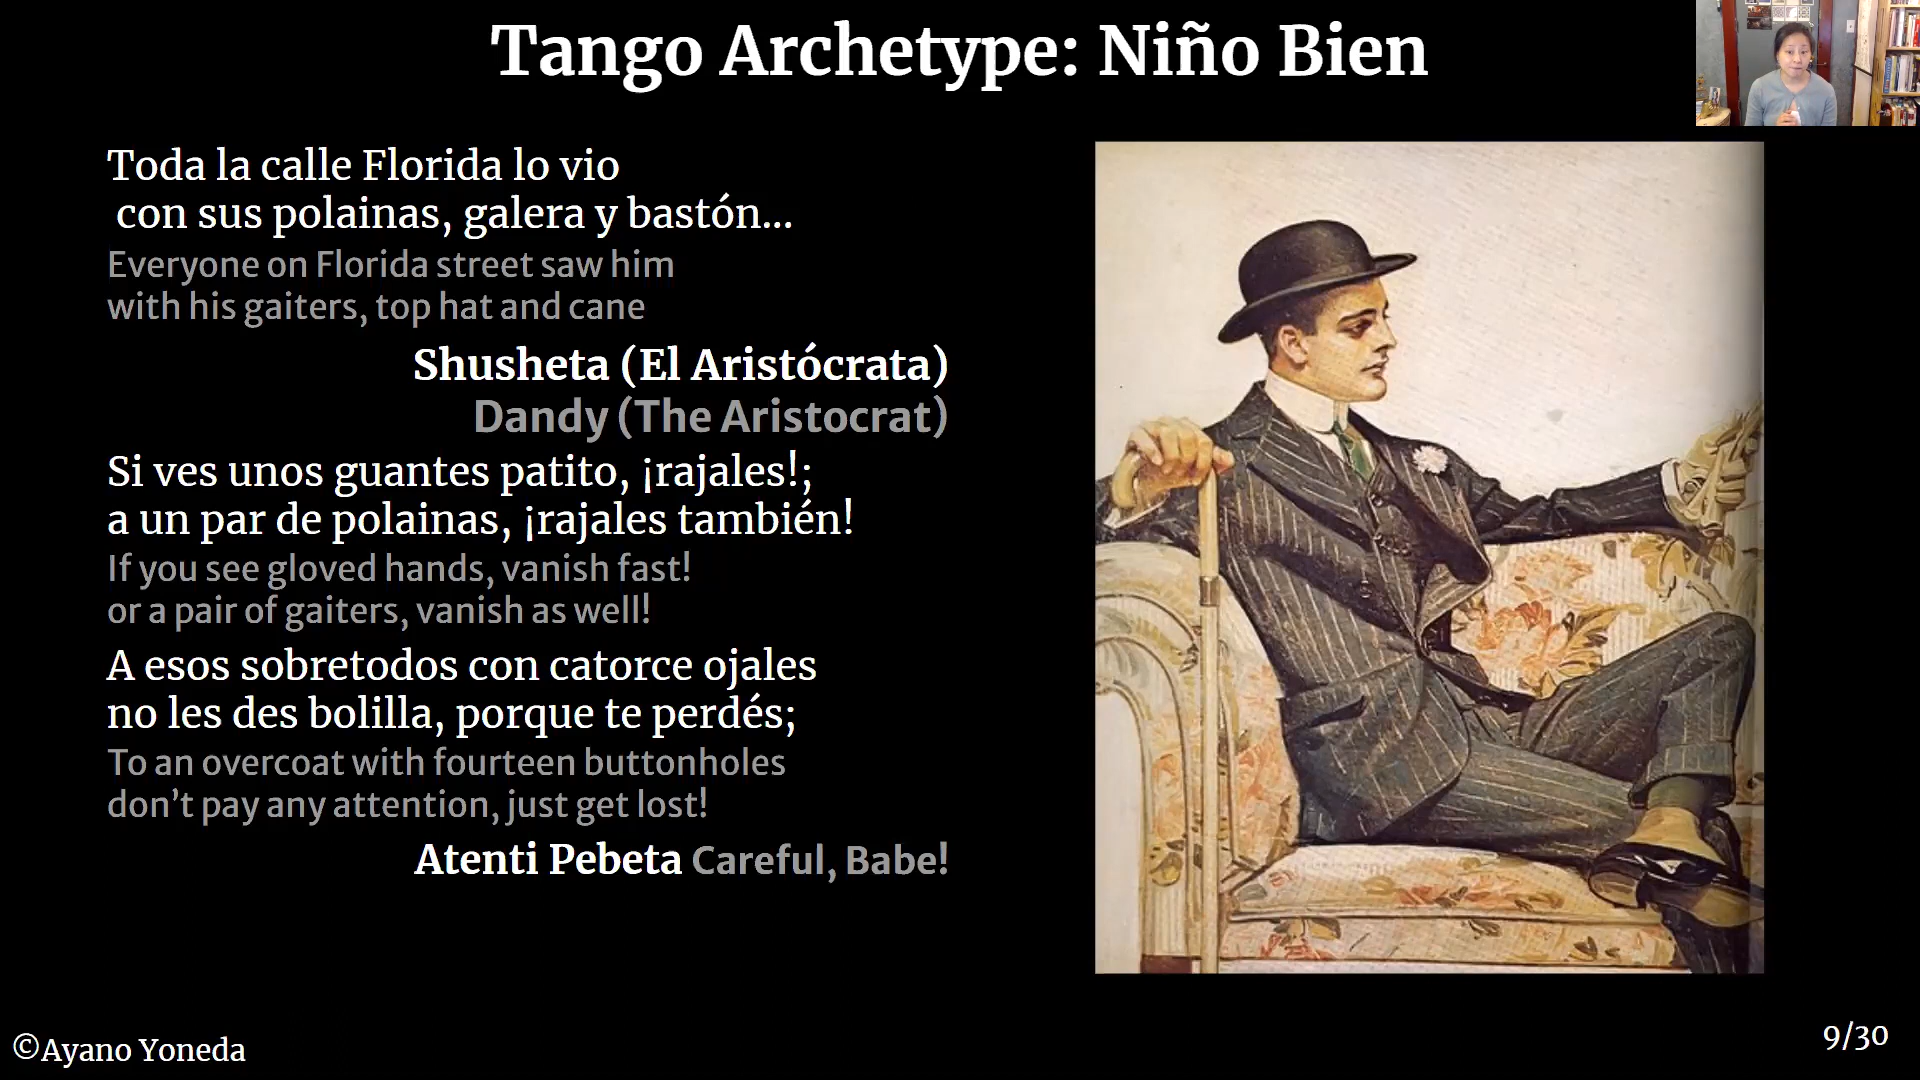 Tango Archetype: Niño Bien
Toda la calle Florida lo vio
con sus polainas, galera y bastón...
Everyone on Florida street saw him
with his gaiters, top hat and cane
Shusheta (El Aristócrata)
Dandy (The Aristocrat)
Si ves unos guantes patito, ¡rajales!;
a un par de polainas, ¡rajales también!
If you see gloved hands, vanish fast!
or a pair of gaiters, vanish as well!
A esos sobretodos con catorce ojales
no les des bolilla, porque te perdés;
To an overcoat with fourteen buttonholes
don't pay any attention, just get lost!
Atenti Pebeta Careful, Babe!
©Ayano Yoneda
9/30